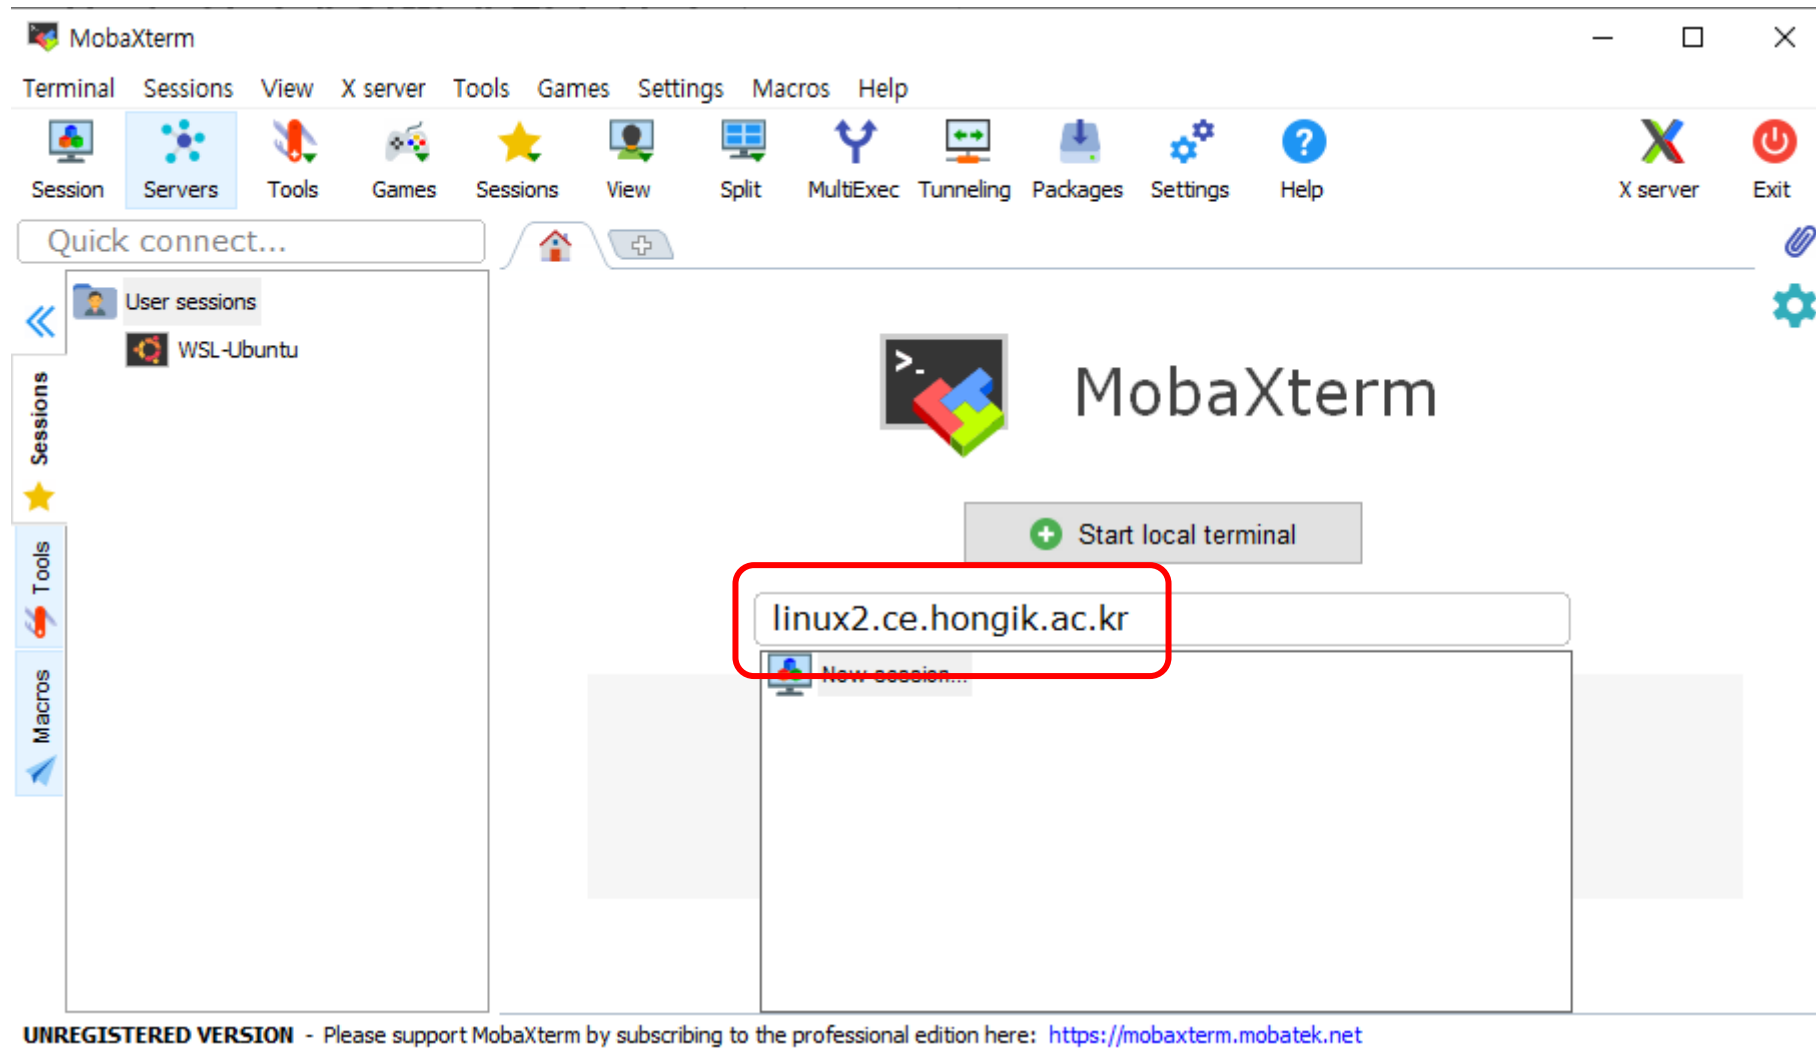 MobaXterm
Terminal Sessions View X server Tools Games Settings Macros Help
Session Servers Tools Games Sessions View Split MultiExec Tunneling Packages Settings Help X server Exit
Quick connect...
User sessions
WSL-Ubuntu
Sessions
Tools
Macros
>_
MobaXterm
Start local terminal
linux2.ce.hongik.ac.kr
New session...
UNREGISTERED VERSION - Please support MobaXterm by subscribing to the professional edition here: https://mobaxterm.mobatek.net